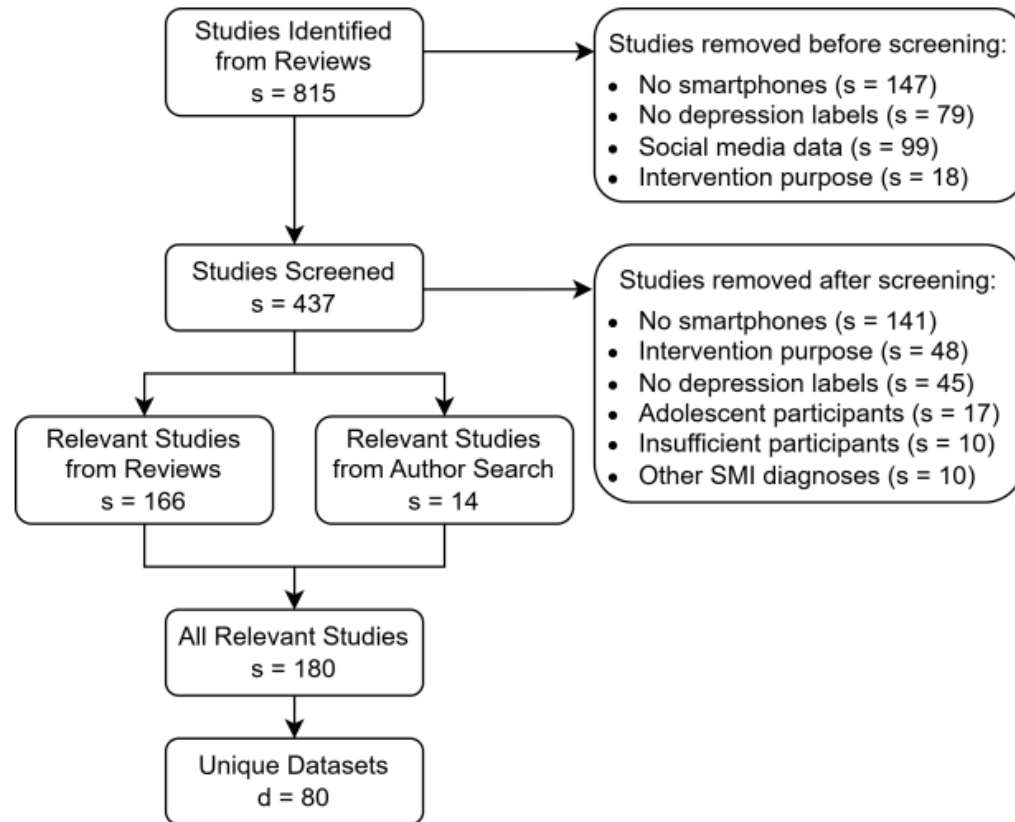 Studies Identified
from Reviews
s = 815
Studies removed before screening:
• No smartphones (s = 147)
• No depression labels (s = 79)
• Social media data (s = 99)
• Intervention purpose (s = 18)
Studies Screened
s = 437
Studies removed after screening:
• No smartphones (s = 141)
• Intervention purpose (s = 48)
• No depression labels (s = 45)
• Adolescent participants (s = 17)
• Insufficient participants (s = 10)
• Other SMI diagnoses (s = 10)
Relevant Studies
from Reviews
s = 166
Relevant Studies
from Author Search
s = 14
All Relevant Studies
s = 180
Unique Datasets
d = 80